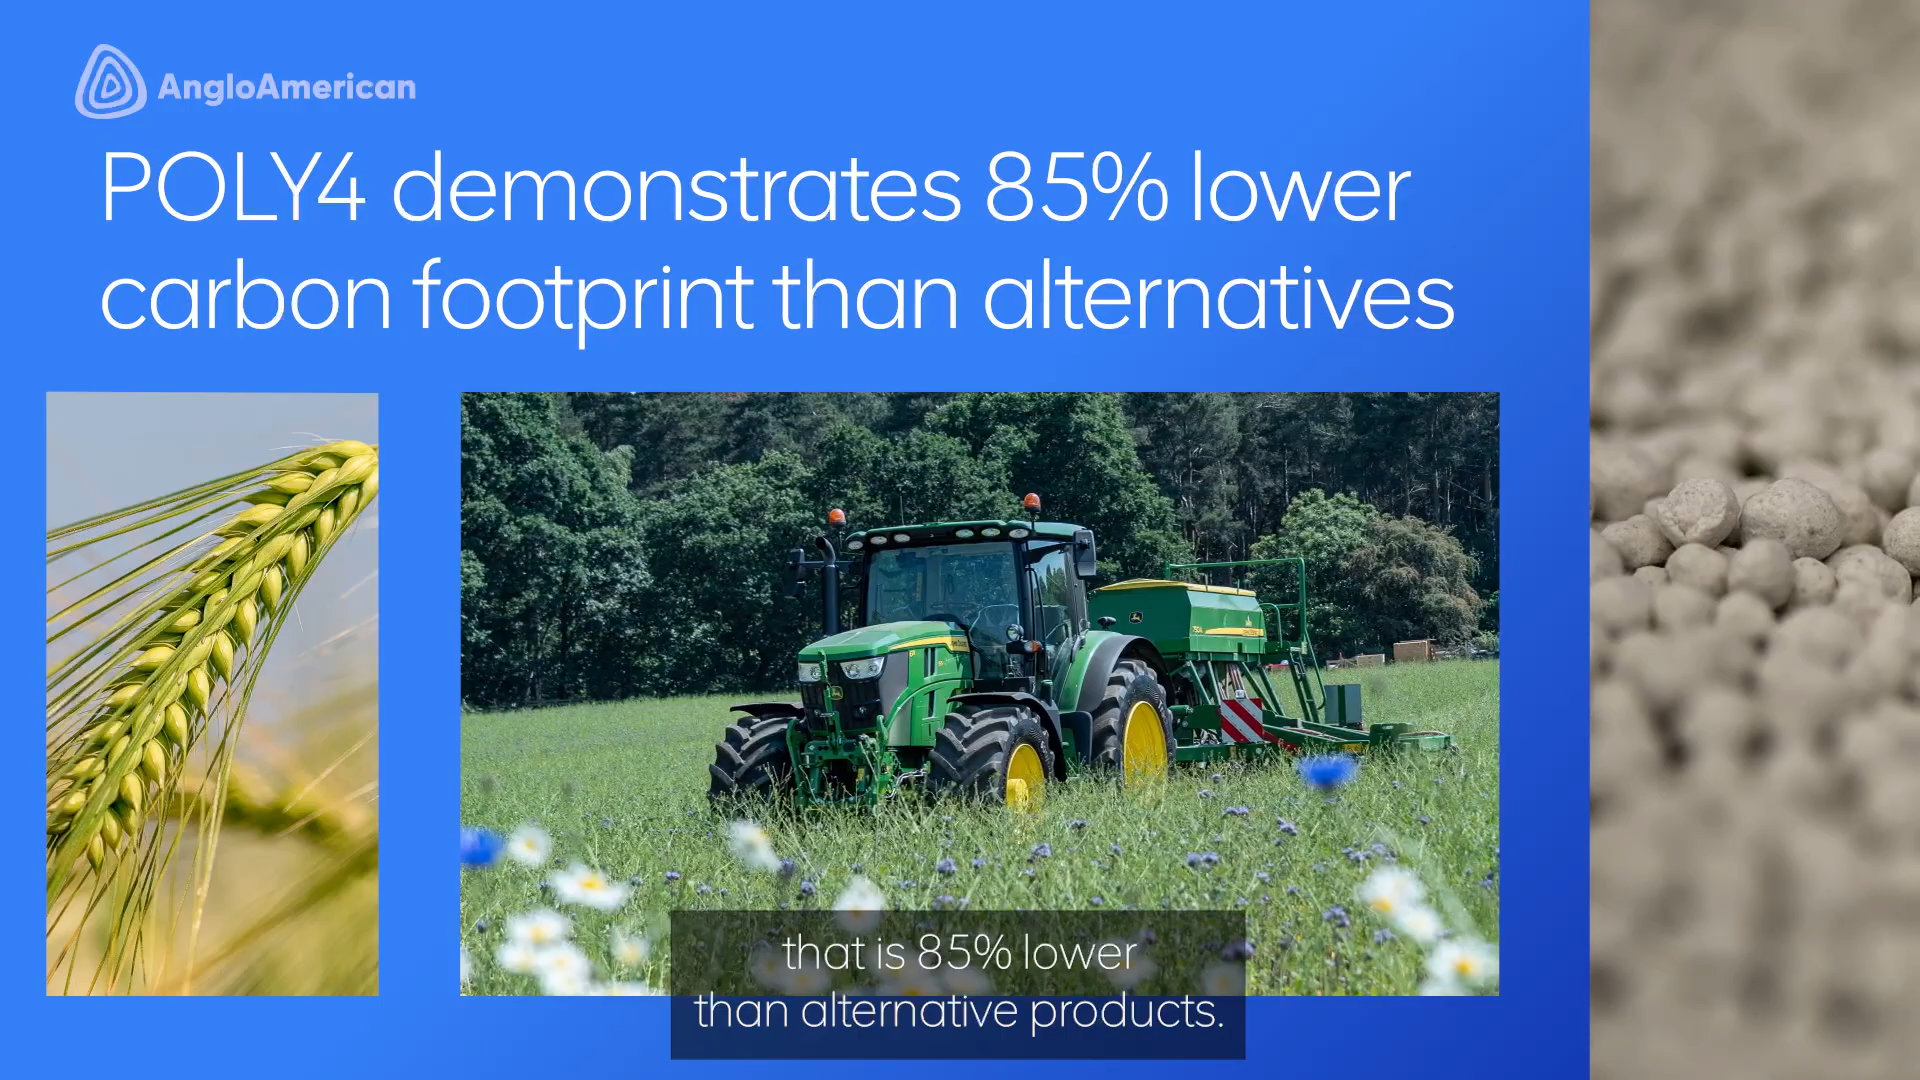 AngloAmerican
POLY4 demonstrates 85% lower
carbon footprint than alternatives
that is 85% lower
than alternative products.